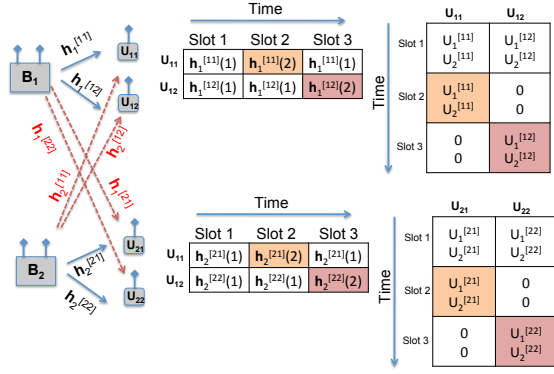 B1
B2
U11
U12
U21
U22
h1[11]
h1[12]
h1[22]
h2[12]
h2[11]
h1[21]
h2[21]
h2[22]
Time
Slot 1 Slot 2 Slot 3
U11 h1[11](1) h1[11](2) h1[11](1)
U12 h1[12](1) h1[12](1) h1[12](2)
Time
Slot 1 Slot 2 Slot 3
U11 h2[21](1) h2[21](2) h2[21](1)
U12 h2[22](1) h2[22](1) h2[22](2)
U11 U12
Time
Slot 1
U1[11] U1[12]
U2[11] U2[12]
Slot 2
U1[11] 0
U2[11] 0
Slot 3
0 U1[12]
0 U2[12]
U21 U22
Time
Slot 1
U1[21] U1[22]
U2[21] U2[22]
Slot 2
U1[21] 0
U2[21] 0
Slot 3
0 U1[22]
0 U2[22]